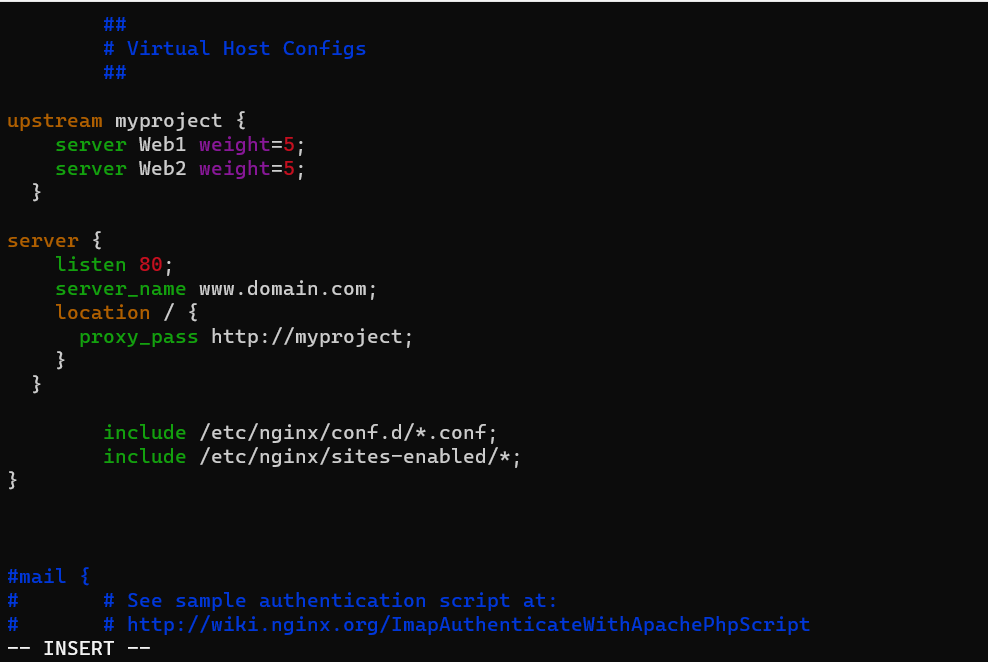 ##
# Virtual Host Configs
##
upstream myproject {
server Web1 weight=5;
server Web2 weight=5;
}
server {
listen 80;
server_name www.domain.com;
location / {
proxy_pass http://myproject;
}
}
include /etc/nginx/conf.d/*.conf;
include /etc/nginx/sites-enabled/*;
}
#mail {
#       # See sample authentication script at:
#       # http://wiki.nginx.org/ImapAuthenticateWithApachePhpScript
-- INSERT --